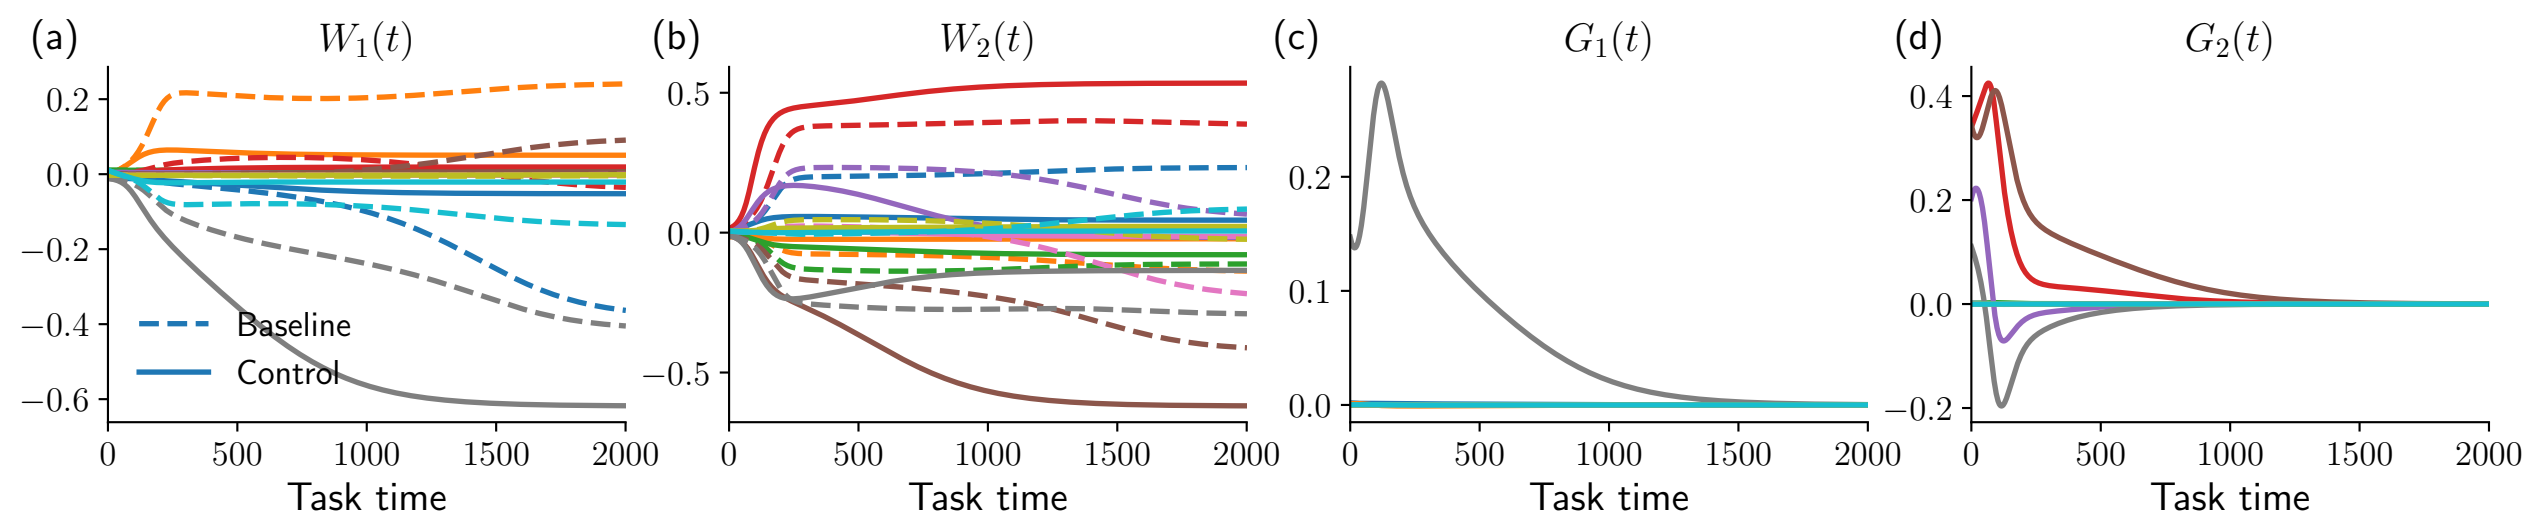 (a) W₁(t)
0.2
0.0
−0.2
−0.4
−0.6
Baseline
Control
0 500 1000 1500 2000
Task time
(b) W₂(t)
0.5
0.0
−0.5
0 500 1000 1500 2000
Task time
(c) G₁(t)
0.2
0.1
0.0
0 500 1000 1500 2000
Task time
(d) G₂(t)
0.4
0.2
0.0
−0.2
0 500 1000 1500 2000
Task time